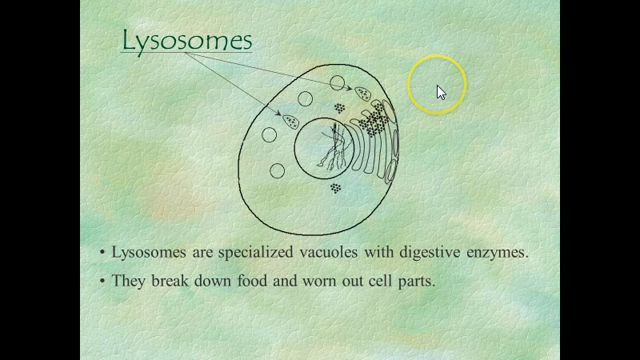 Lysosomes
• Lysosomes are specialized vacuoles with digestive enzymes.
• They break down food and worn out cell parts.